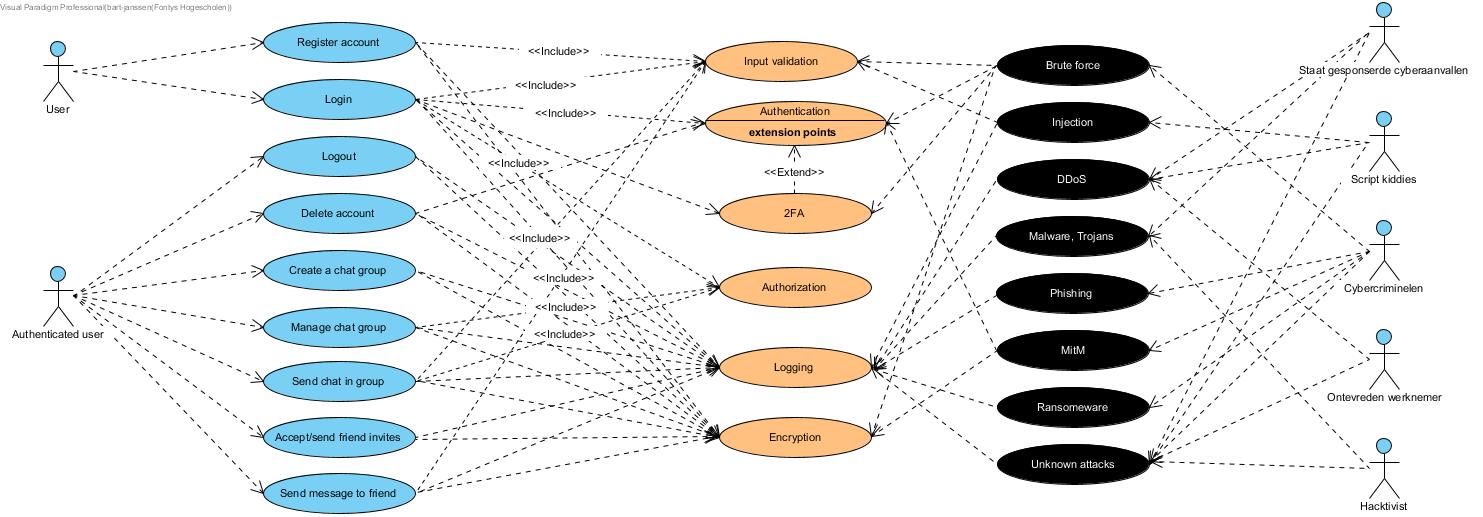 Visual Paradigm Professional(bart-janssen(Fontys Hogescholen))
User
Authenticated user
Register account
Login
Logout
Delete account
Create a chat group
Manage chat group
Send chat in group
Accept/send friend invites
Send message to friend
<<Include>>
<<Include>>
<<Include>>
<<Include>>
<<Include>>
<<Include>>
<<Include>>
<<Include>>
Input validation
Authentication
extension points
<<Extend>>
2FA
Authorization
Logging
Encryption
Brute force
Injection
DDoS
Malware, Trojans
Phishing
MitM
Ransomeware
Unknown attacks
Staat gesponserde cyberaanvallen
Script kiddies
Cybercriminelen
Ontevreden werknemer
Hacktivist